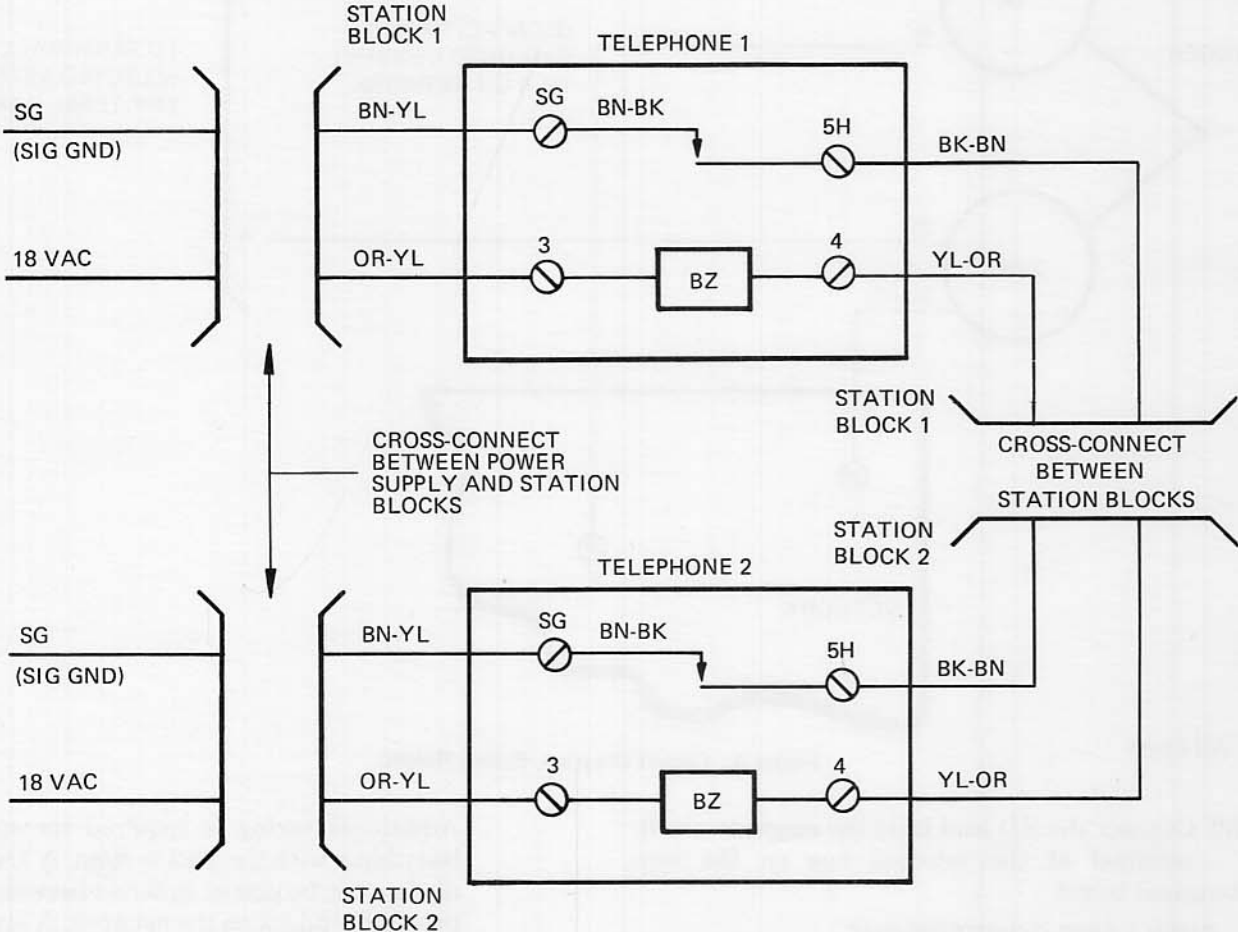 STATION
BLOCK 1
TELEPHONE 1
SG
(SIG GND)
BN-YL
SG
BN-BK
5H
BK-BN
18 VAC
OR-YL
3
BZ
4
YL-OR
STATION
BLOCK 1
CROSS-CONNECT
BETWEEN
STATION BLOCKS
CROSS-CONNECT
BETWEEN POWER
SUPPLY AND STATION
BLOCKS
STATION
BLOCK 2
TELEPHONE 2
SG
(SIG GND)
BN-YL
SG
BN-BK
5H
BK-BN
18 VAC
OR-YL
3
BZ
4
YL-OR
STATION
BLOCK 2